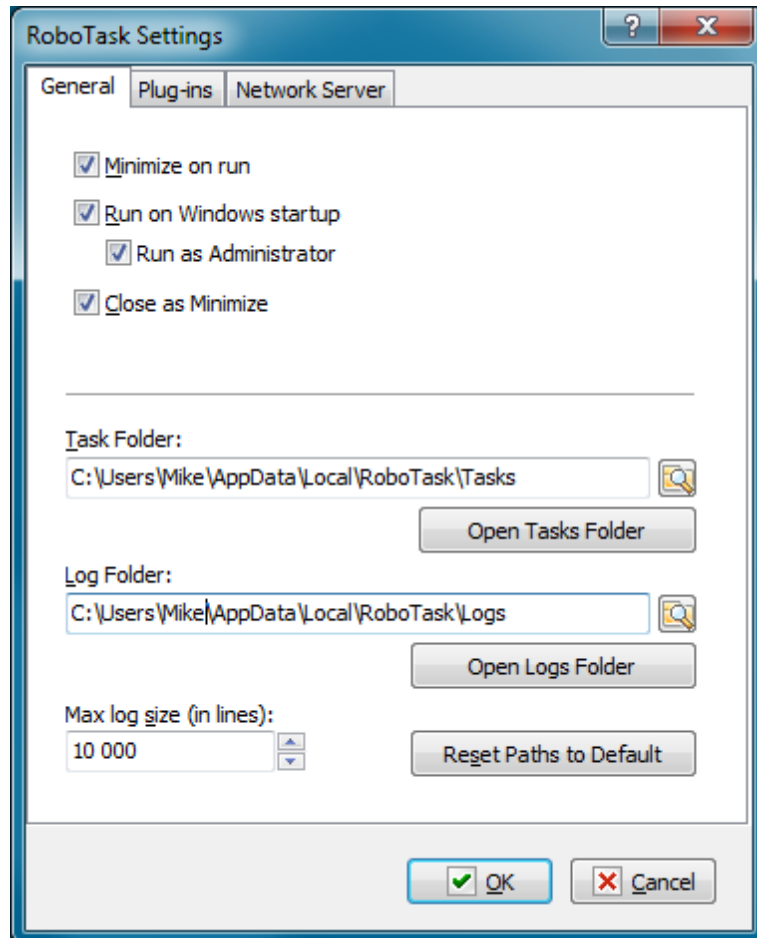 RoboTask Settings
?
General Plug-ins Network Server
Minimize on run
Run on Windows startup
Run as Administrator
Close as Minimize
Task Folder:
C:\Users\Mike\AppData\Local\RoboTask\Tasks
Open Tasks Folder
Log Folder:
C:\Users\Mike\AppData\Local\RoboTask\Logs
Open Logs Folder
Max log size (in lines):
10 000
Reset Paths to Default
OK Cancel